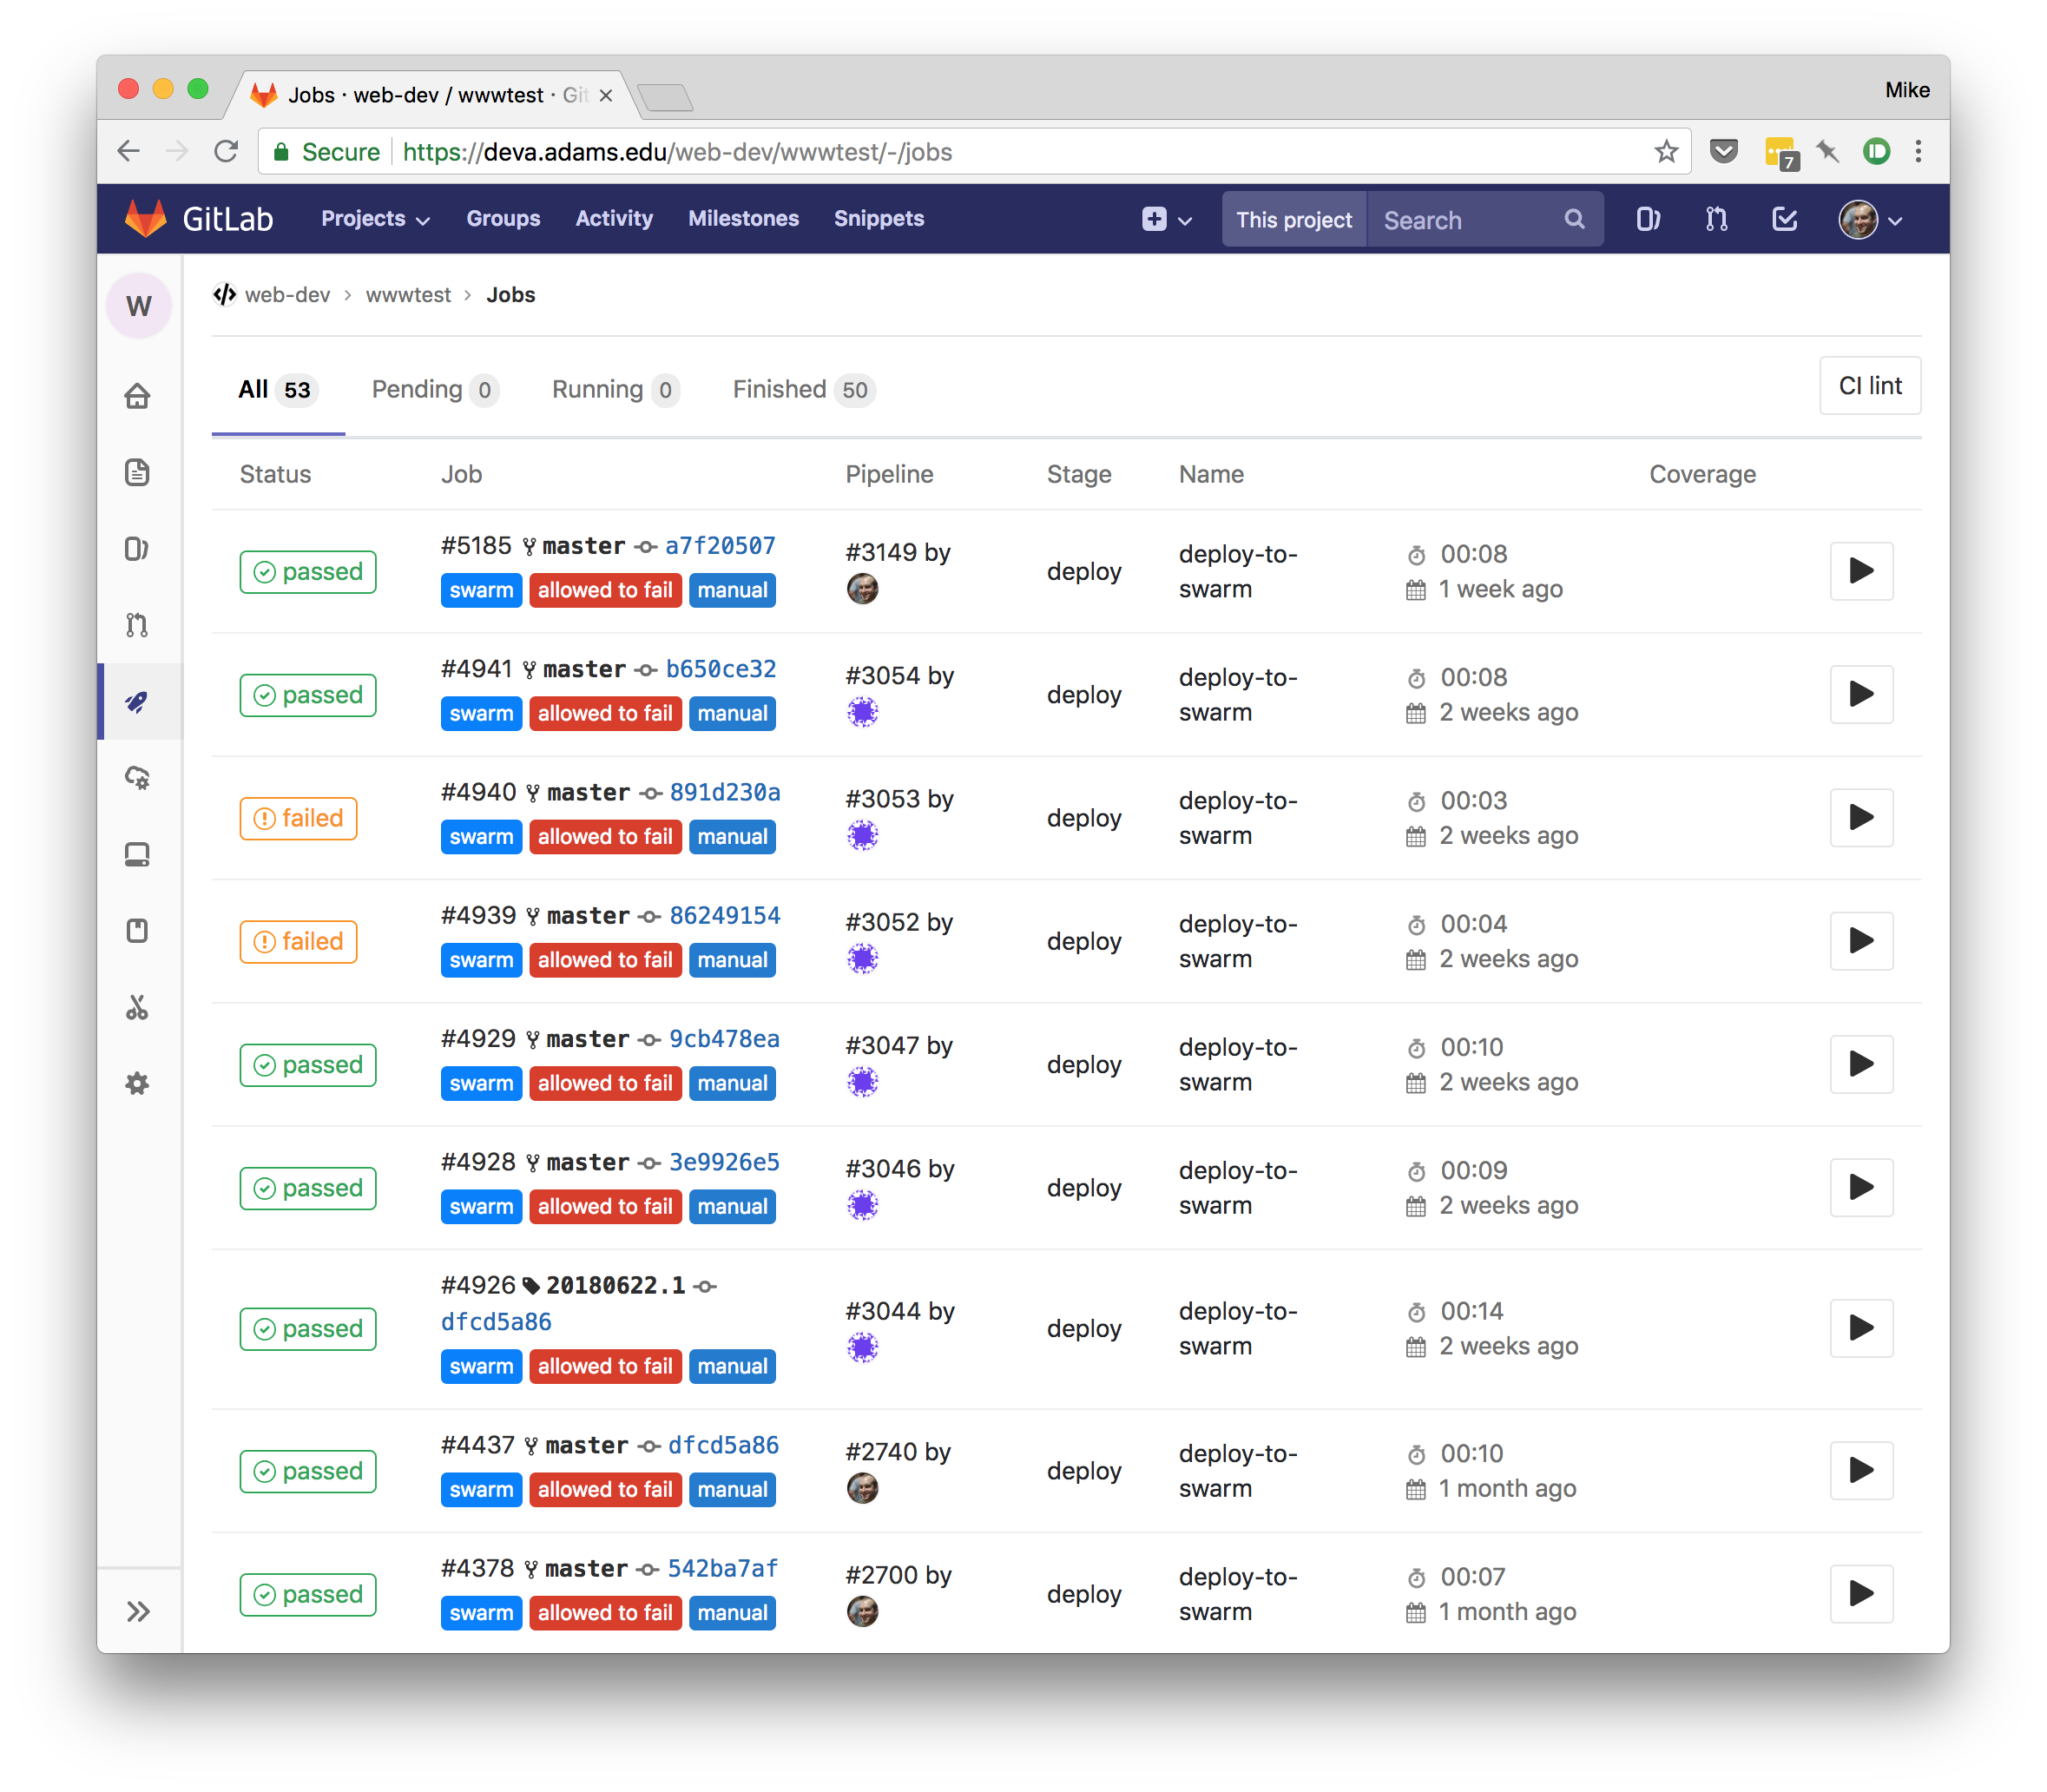 Jobs · web-dev / wwwtest · Git
Mike
Secure https://deva.adams.edu/web-dev/wwwtest/-/jobs
7
GitLab Projects Groups Activity Milestones Snippets This project Search
W
web-dev > wwwtest > Jobs
All 53 Pending 0 Running 0 Finished 50 CI lint
Status Job Pipeline Stage Name Coverage
passed #5185 master a7f20507 #3149 by deploy deploy-to-swarm 00:08
swarm allowed to fail manual 1 week ago
passed #4941 master b650ce32 #3054 by deploy deploy-to-swarm 00:08
swarm allowed to fail manual 2 weeks ago
failed #4940 master 891d230a #3053 by deploy deploy-to-swarm 00:03
swarm allowed to fail manual 2 weeks ago
failed #4939 master 86249154 #3052 by deploy deploy-to-swarm 00:04
swarm allowed to fail manual 2 weeks ago
passed #4929 master 9cb478ea #3047 by deploy deploy-to-swarm 00:10
swarm allowed to fail manual 2 weeks ago
passed #4928 master 3e9926e5 #3046 by deploy deploy-to-swarm 00:09
swarm allowed to fail manual 2 weeks ago
passed #4926 20180622.1 #3044 by deploy deploy-to-swarm 00:14
dfcd5a86
swarm allowed to fail manual 2 weeks ago
passed #4437 master dfcd5a86 #2740 by deploy deploy-to-swarm 00:10
swarm allowed to fail manual 1 month ago
passed #4378 master 542ba7af #2700 by deploy deploy-to-swarm 00:07
swarm allowed to fail manual 1 month ago